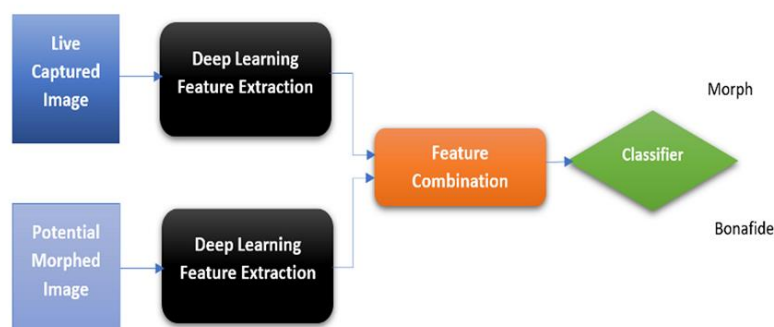 Live
Captured
Image
Deep Learning
Feature Extraction
Potential
Morphed
Image
Deep Learning
Feature Extraction
Feature
Combination
Classifier
Morph
Bonafide